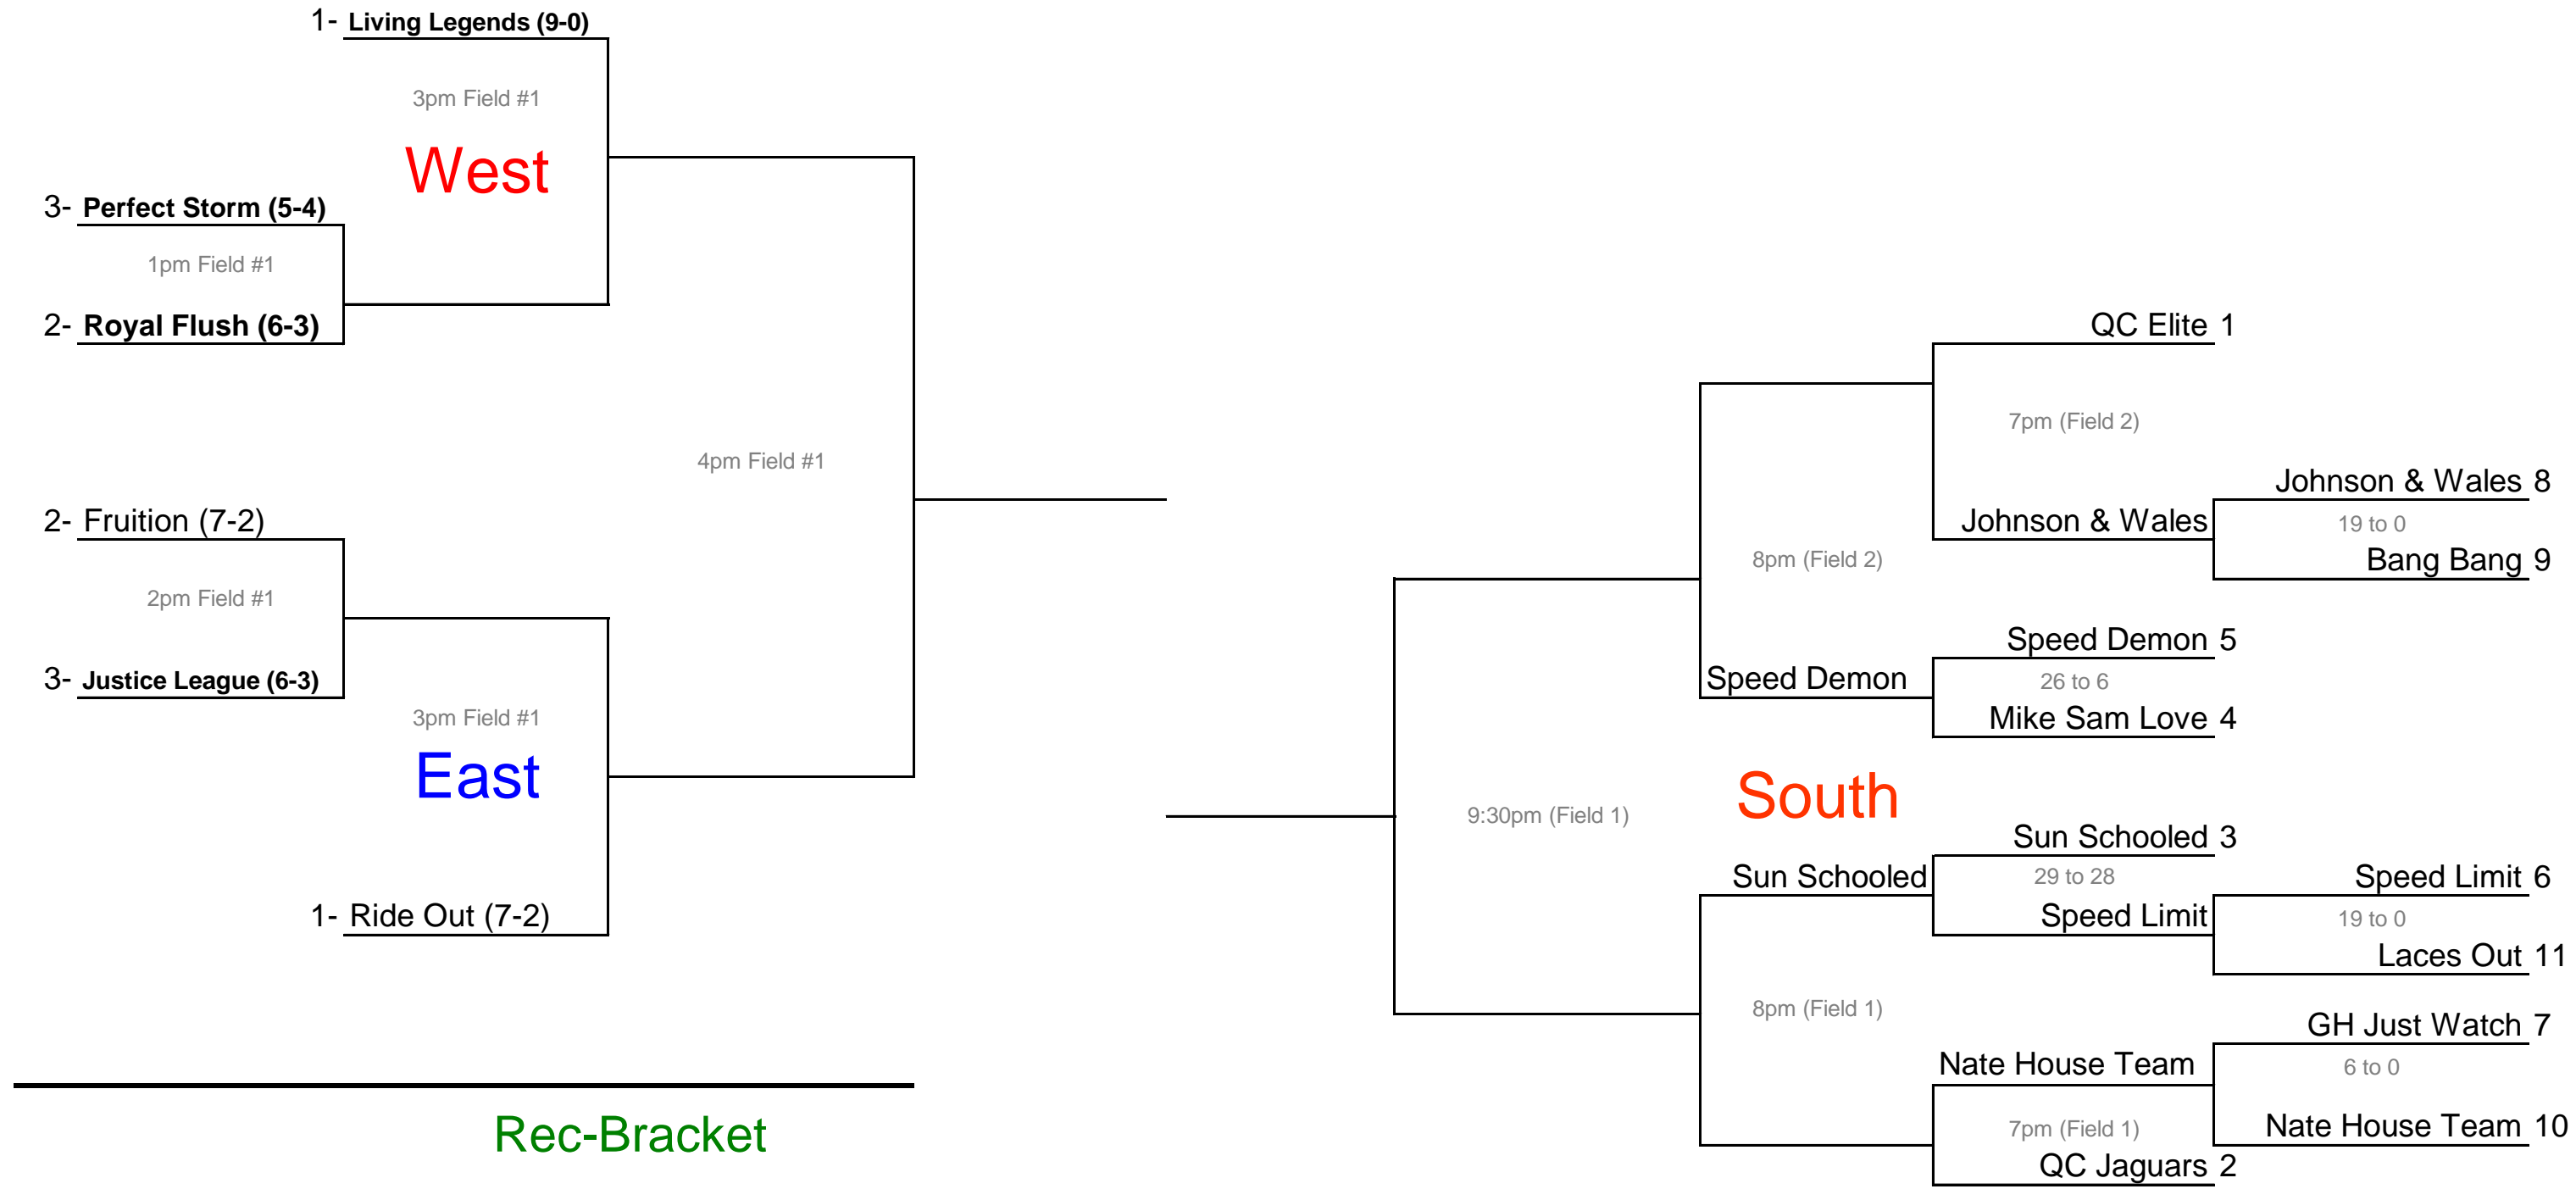 1- Living Legends (9-0)
3pm Field #1
West
3- Perfect Storm (5-4)
1pm Field #1
2- Royal Flush (6-3)
4pm Field #1
2- Fruition (7-2)
2pm Field #1
3- Justice League (6-3)
3pm Field #1
East
1- Ride Out (7-2)
Rec-Bracket
QC Elite 1
7pm (Field 2)
Johnson & Wales 8
Johnson & Wales
19 to 0
Bang Bang 9
8pm (Field 2)
Speed Demon 5
Speed Demon
26 to 6
Mike Sam Love 4
South
9:30pm (Field 1)
Sun Schooled 3
Sun Schooled
29 to 28
Speed Limit 6
Speed Limit
19 to 0
Laces Out 11
8pm (Field 1)
GH Just Watch 7
Nate House Team
6 to 0
7pm (Field 1)
Nate House Team 10
QC Jaguars 2